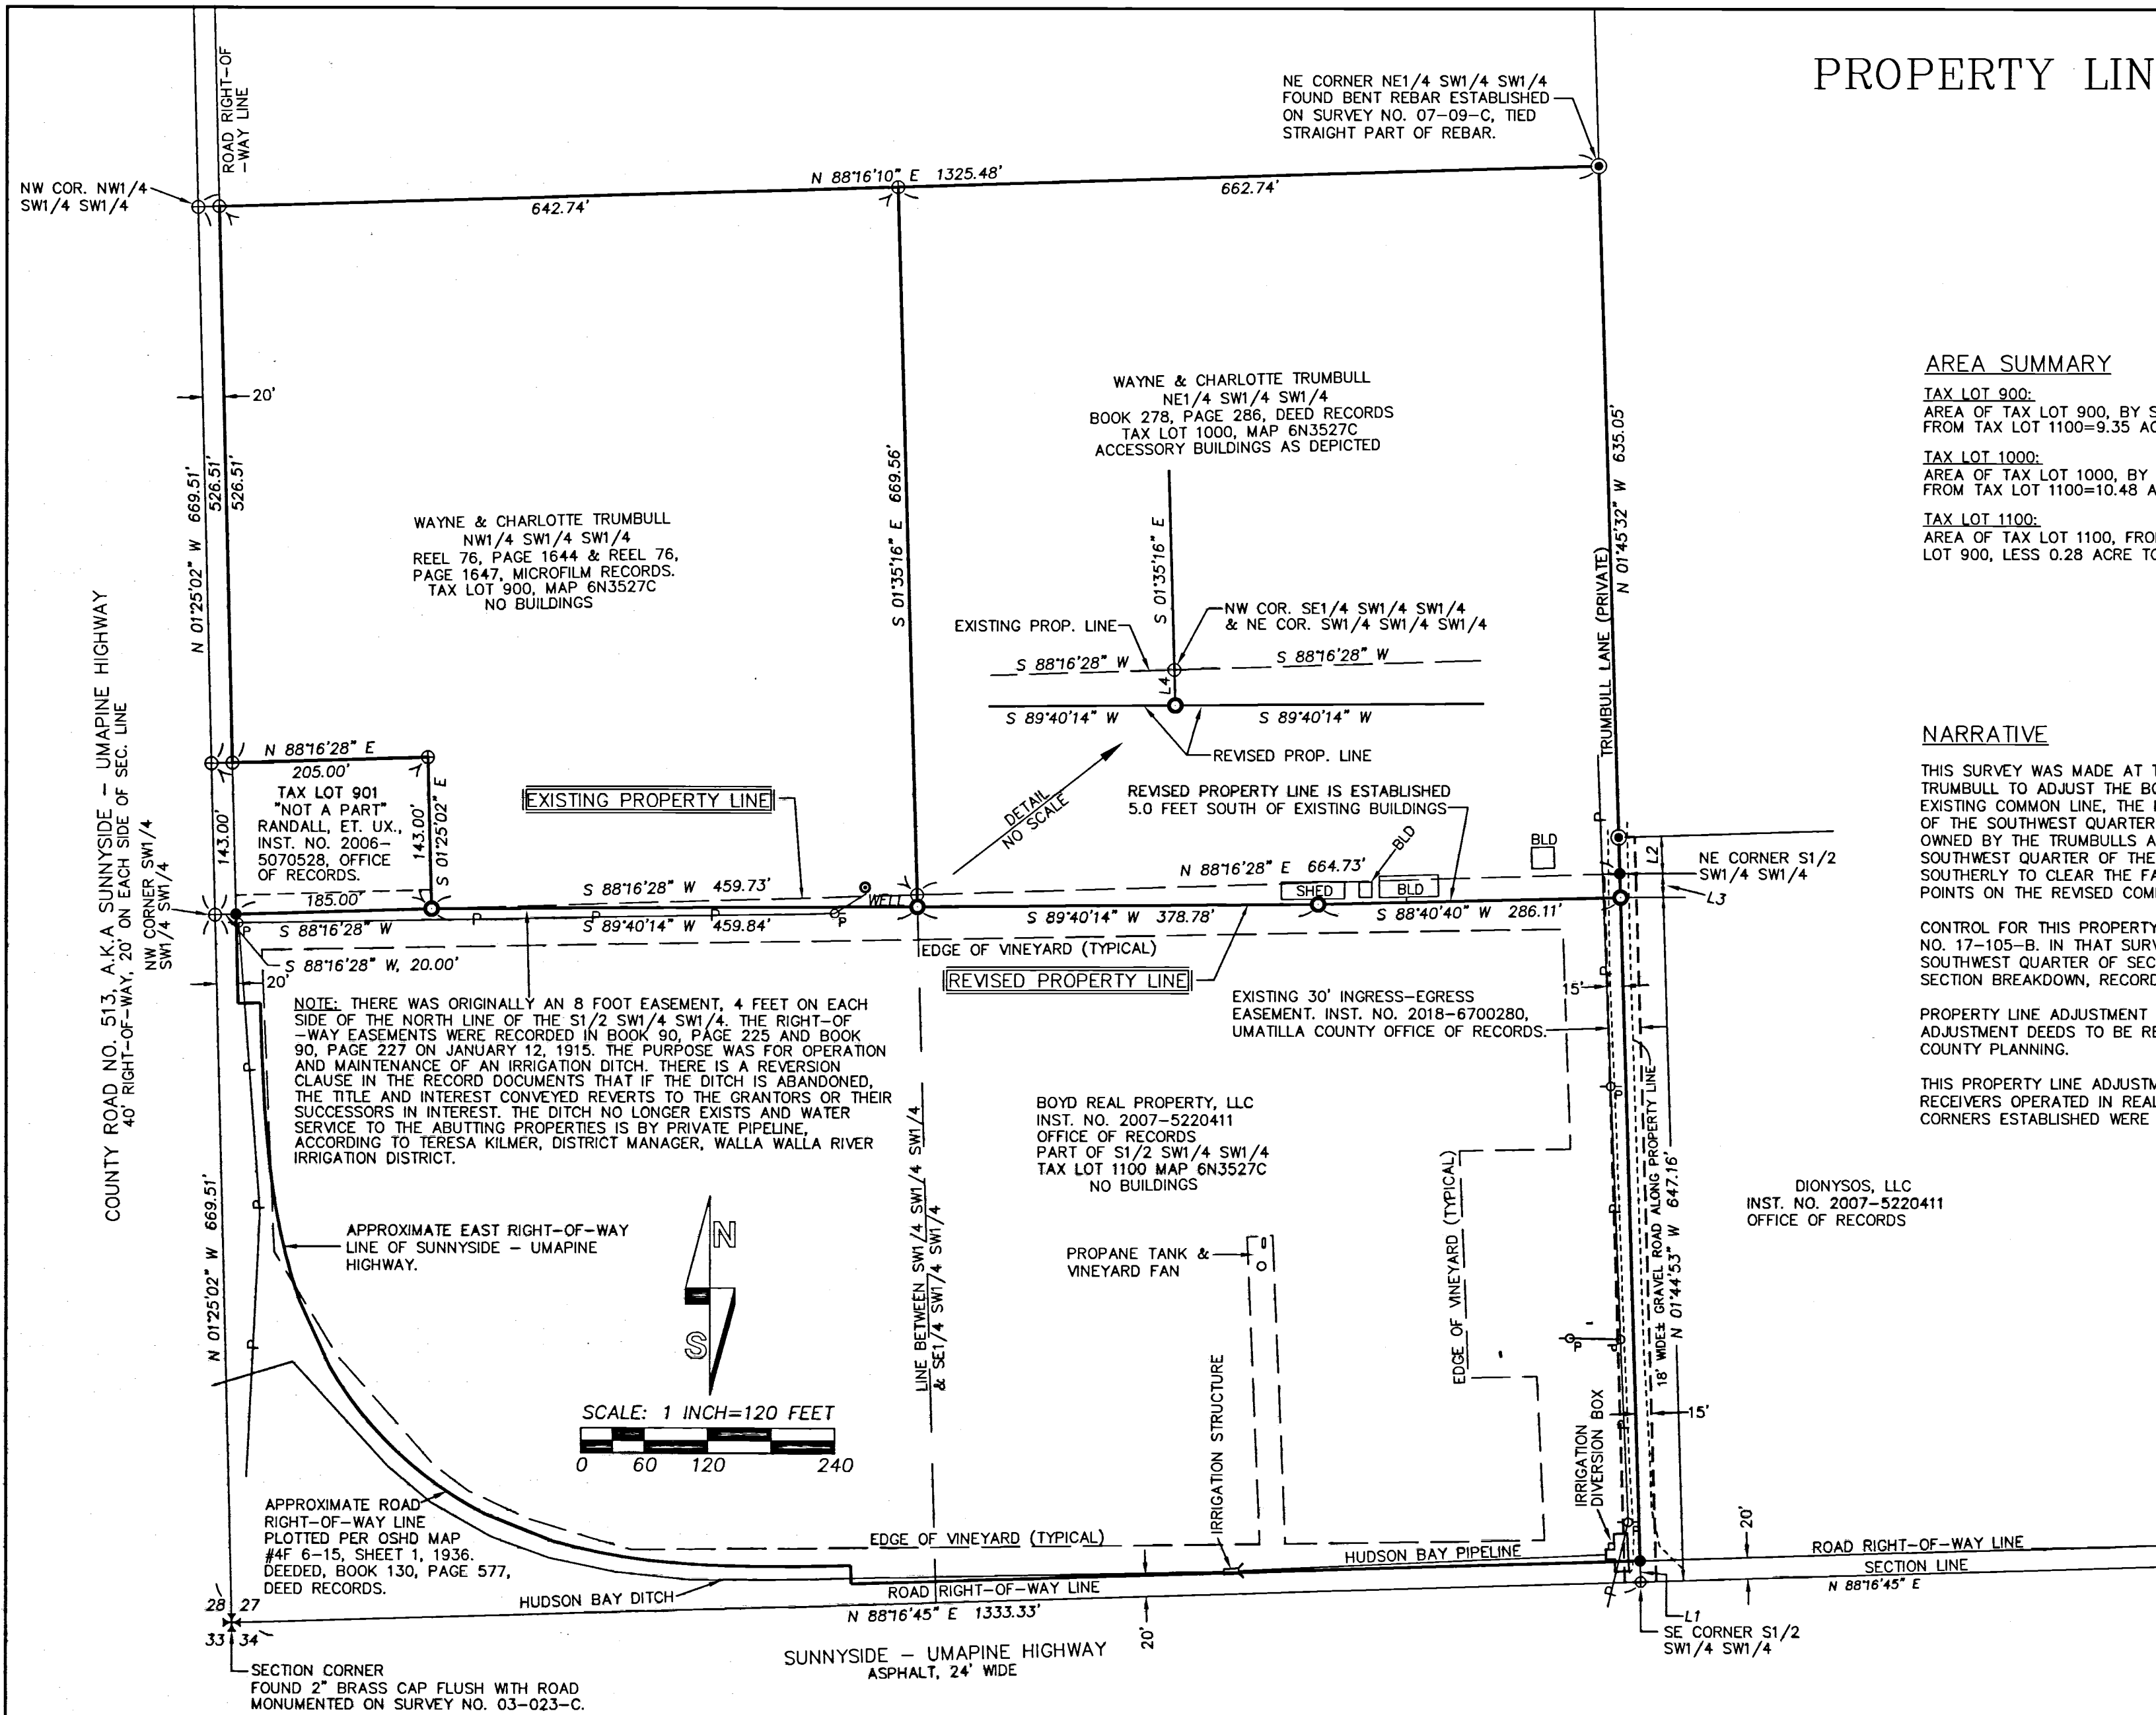 PROPERTY LIN
ROAD RIGHT-OF
-WAY LINE
NE CORNER NE1/4 SW1/4 SW1/4
FOUND BENT REBAR ESTABLISHED
ON SURVEY NO. 07-09-C, TIED
STRAIGHT PART OF REBAR.
NW COR. NW1/4
SW1/4 SW1/4
N 88°16'10" E 1325.48'
642.74'
662.74'
20'
N 01°25'02" W 669.51'
526.51'
526.51'
WAYNE & CHARLOTTE TRUMBULL
NE1/4 SW1/4 SW1/4
BOOK 278, PAGE 286, DEED RECORDS
TAX LOT 1000, MAP 6N3527C
ACCESSORY BUILDINGS AS DEPICTED
S 01°35'16" E 669.56'
TRUMBULL LANE (PRIVATE)
N 01°45'32" W 635.05'
AREA SUMMARY
TAX LOT 900:
AREA OF TAX LOT 900, BY S
FROM TAX LOT 1100=9.35 AC
TAX LOT 1000:
AREA OF TAX LOT 1000, BY
FROM TAX LOT 1100=10.48 A
TAX LOT 1100:
AREA OF TAX LOT 1100, FRO
LOT 900, LESS 0.28 ACRE TO
WAYNE & CHARLOTTE TRUMBULL
NW1/4 SW1/4 SW1/4
REEL 76, PAGE 1644 & REEL 76,
PAGE 1647, MICROFILM RECORDS.
TAX LOT 900, MAP 6N3527C
NO BUILDINGS
S 01°35'16" E
EXISTING PROP. LINE
NW COR. SE1/4 SW1/4 SW1/4
& NE COR. SW1/4 SW1/4 SW1/4
S 88°16'28" W
S 88°16'28" W
L4
S 89°40'14" W
S 89°40'14" W
REVISED PROP. LINE
DETAIL
NO SCALE
COUNTY ROAD NO. 513, A.K.A SUNNYSIDE - UMAPINE HIGHWAY
40' RIGHT-OF-WAY, 20' ON EACH SIDE OF SEC. LINE
NW CORNER SW1/4
SW1/4 SW1/4
N 88°16'28" E
205.00'
143.00'
TAX LOT 901
"NOT A PART"
RANDALL, ET. UX.,
INST. NO. 2006-
5070528, OFFICE
OF RECORDS.
143.00'
S 01°25'02" E
185.00'
S 88°16'28" W
S 88°16'28" W, 20.00'
20'
EXISTING PROPERTY LINE
REVISED PROPERTY LINE IS ESTABLISHED
5.0 FEET SOUTH OF EXISTING BUILDINGS
BLD
BLD
N 88°16'28" E 664.73'
SHED
BLD
S 88°16'28" W 459.73'
WELL
P
P
P
P
P
S 89°40'14" W 459.84'
S 89°40'14" W 378.78'
S 88°40'40" W 286.11'
L2
NE CORNER S1/2
SW1/4 SW1/4
L3
EDGE OF VINEYARD (TYPICAL)
REVISED PROPERTY LINE
NARRATIVE
THIS SURVEY WAS MADE AT T
TRUMBULL TO ADJUST THE BO
EXISTING COMMON LINE, THE
OF THE SOUTHWEST QUARTER
OWNED BY THE TRUMBULLS A
SOUTHWEST QUARTER OF THE
SOUTHERLY TO CLEAR THE FA
POINTS ON THE REVISED COM
CONTROL FOR THIS PROPERTY
NO. 17-105-B. IN THAT SURV
SOUTHWEST QUARTER OF SEC
SECTION BREAKDOWN, RECORD
PROPERTY LINE ADJUSTMENT
ADJUSTMENT DEEDS TO BE RE
COUNTY PLANNING.
THIS PROPERTY LINE ADJUSTM
RECEIVERS OPERATED IN REAL
CORNERS ESTABLISHED WERE
NOTE: THERE WAS ORIGINALLY AN 8 FOOT EASEMENT, 4 FEET ON EACH
SIDE OF THE NORTH LINE OF THE S1/2 SW1/4 SW1/4. THE RIGHT-OF
-WAY EASEMENTS WERE RECORDED IN BOOK 90, PAGE 225 AND BOOK
90, PAGE 227 ON JANUARY 12, 1915. THE PURPOSE WAS FOR OPERATION
AND MAINTENANCE OF AN IRRIGATION DITCH. THERE IS A REVERSION
CLAUSE IN THE RECORD DOCUMENTS THAT IF THE DITCH IS ABANDONED,
THE TITLE AND INTEREST CONVEYED REVERTS TO THE GRANTORS OR THEIR
SUCCESSORS IN INTEREST. THE DITCH NO LONGER EXISTS AND WATER
SERVICE TO THE ABUTTING PROPERTIES IS BY PRIVATE PIPELINE,
ACCORDING TO TERESA KILMER, DISTRICT MANAGER, WALLA WALLA RIVER
IRRIGATION DISTRICT.
EXISTING 30' INGRESS-EGRESS
EASEMENT. INST. NO. 2018-6700280,
UMATILLA COUNTY OFFICE OF RECORDS.
15'
BOYD REAL PROPERTY, LLC
INST. NO. 2007-5220411
OFFICE OF RECORDS
PART OF S1/2 SW1/4 SW1/4
TAX LOT 1100 MAP 6N3527C
NO BUILDINGS
DIONYSOS, LLC
INST. NO. 2007-5220411
OFFICE OF RECORDS
N 01°25'02" W 669.51'
APPROXIMATE EAST RIGHT-OF-WAY
LINE OF SUNNYSIDE - UMAPINE
HIGHWAY.
N
S
LINE BETWEEN SW1/4 SW1/4 SW1/4
& SE1/4 SW1/4 SW1/4
PROPANE TANK &
VINEYARD FAN
EDGE OF VINEYARD (TYPICAL)
18' WIDE± GRAVEL ROAD ALONG PROPERTY LINE
N 01°44'53" W 647.16'
15'
SCALE: 1 INCH=120 FEET
0 60 120 240
IRRIGATION STRUCTURE
IRRIGATION
DIVERSION BOX
APPROXIMATE ROAD
RIGHT-OF-WAY LINE
PLOTTED PER OSHD MAP
#4F 6-15, SHEET 1, 1936.
DEEDED, BOOK 130, PAGE 577,
DEED RECORDS.
EDGE OF VINEYARD (TYPICAL)
HUDSON BAY PIPELINE
20'
ROAD RIGHT-OF-WAY LINE
SECTION LINE
N 88°16'45" E
HUDSON BAY DITCH
ROAD RIGHT-OF-WAY LINE
N 88°16'45" E 1333.33'
20'
L1
SE CORNER S1/2
SW1/4 SW1/4
28 27
33 34
SUNNYSIDE - UMAPINE HIGHWAY
ASPHALT, 24' WIDE
SECTION CORNER
FOUND 2" BRASS CAP FLUSH WITH ROAD
MONUMENTED ON SURVEY NO. 03-023-C.